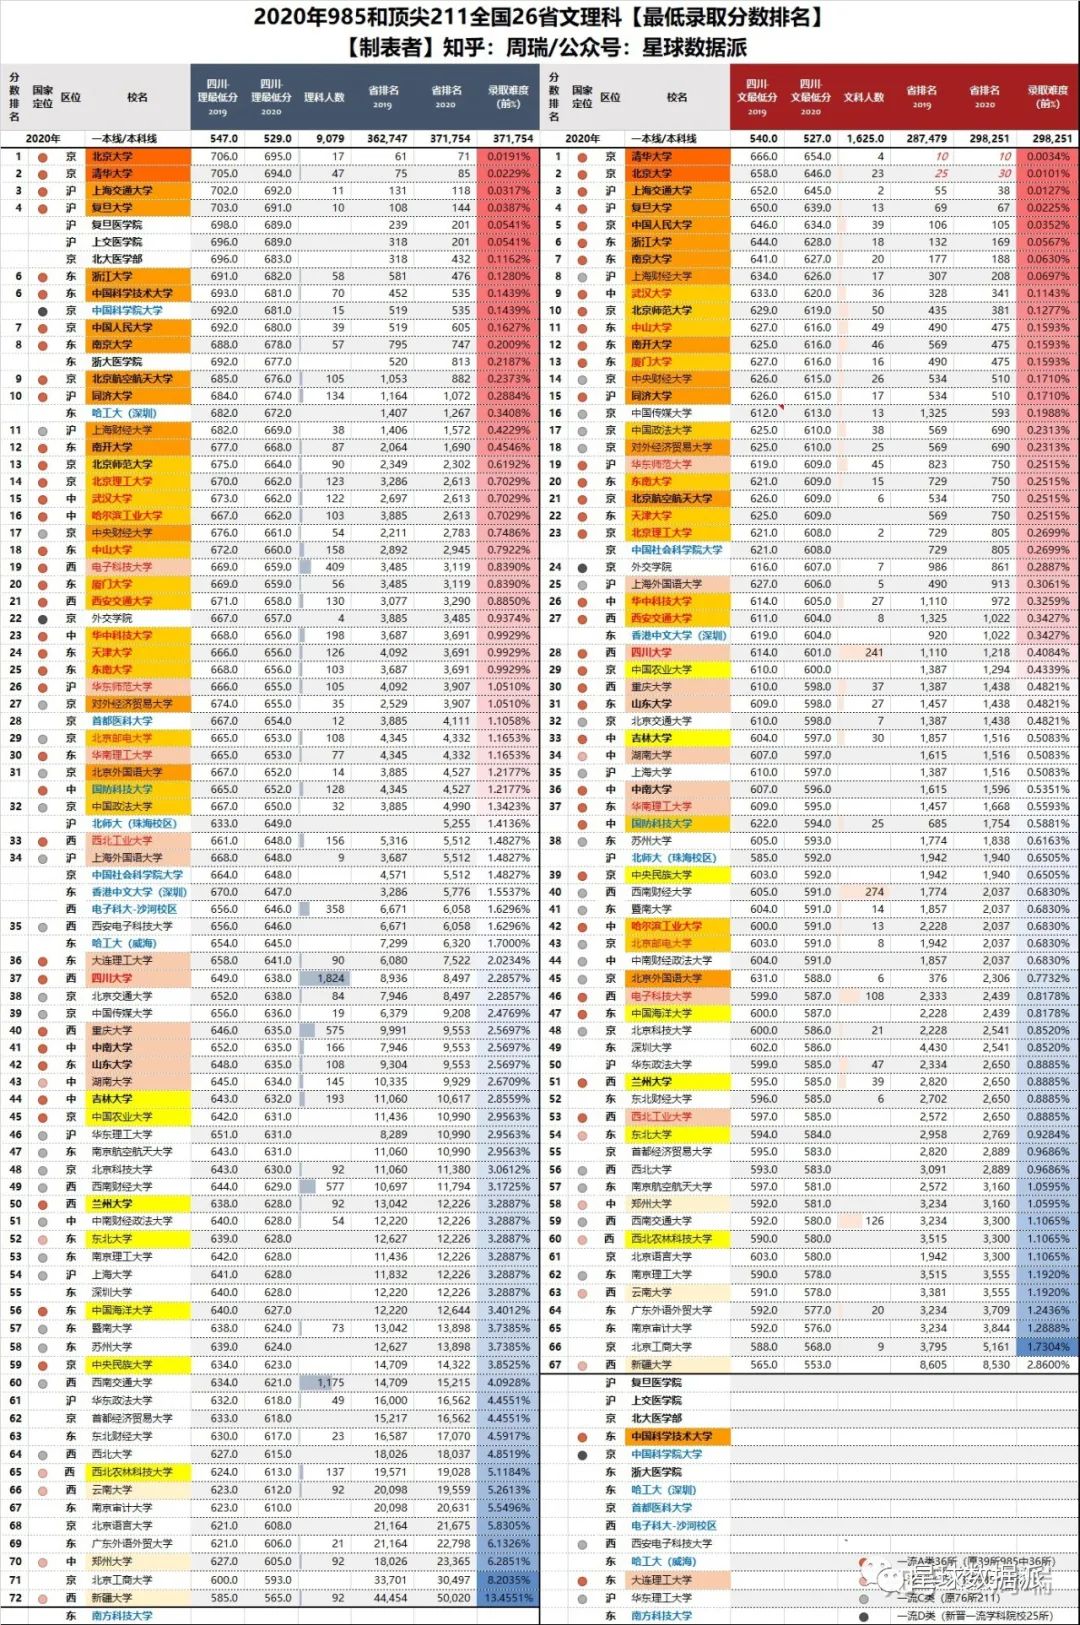 2020年985和顶尖211全国26省文理科【最低录取分数排名】
【制表者】知乎：周瑞/公众号：星球数据派
分数排名 国家定位 区位 校名 四川-理最低分 2019 四川-理最低分 2020 理科人数 省排名 2019 省排名 2020 录取难度 (前%)
2020年 一本线/本科线 547.0 529.0 9,079 362,747 371,754 371,754
1 京 北京大学 706.0 695.0 17 61 71 0.0191%
2 京 清华大学 705.0 694.0 47 75 85 0.0229%
3 沪 上海交通大学 702.0 692.0 11 131 118 0.0317%
4 沪 复旦大学 703.0 691.0 10 108 144 0.0387%
沪 复旦医学院 698.0 689.0 239 201 0.0541%
沪 上交医学院 696.0 689.0 318 201 0.0541%
京 北大医学部 696.0 683.0 318 432 0.1162%
6 东 浙江大学 691.0 682.0 58 581 476 0.1280%
6 东 中国科学技术大学 693.0 681.0 70 452 535 0.1439%
京 中国科学院大学 692.0 681.0 15 519 535 0.1439%
7 京 中国人民大学 692.0 680.0 39 519 605 0.1627%
8 东 南京大学 688.0 678.0 57 795 747 0.2009%
东 浙大医学院 692.0 677.0 520 813 0.2187%
9 京 北京航空航天大学 685.0 676.0 105 1,053 882 0.2373%
10 沪 同济大学 684.0 674.0 134 1,164 1,072 0.2884%
东 哈工大（深圳） 682.0 672.0 1,407 1,267 0.3408%
11 沪 上海财经大学 682.0 669.0 38 1,406 1,572 0.4229%
12 东 南开大学 677.0 668.0 87 2,064 1,690 0.4546%
13 京 北京师范大学 675.0 664.0 90 2,349 2,302 0.6192%
14 京 北京理工大学 670.0 662.0 123 3,286 2,613 0.7029%
15 中 武汉大学 673.0 662.0 122 2,697 2,613 0.7029%
16 中 哈尔滨工业大学 667.0 662.0 103 3,885 2,613 0.7029%
17 京 中央财经大学 676.0 661.0 54 2,211 2,783 0.7486%
18 东 中山大学 672.0 660.0 158 2,892 2,945 0.7922%
19 西 电子科技大学 669.0 659.0 409 3,485 3,119 0.8390%
20 东 厦门大学 669.0 659.0 56 3,485 3,119 0.8390%
21 西 西安交通大学 671.0 658.0 130 3,077 3,290 0.8850%
22 京 外交学院 667.0 657.0 4 3,885 3,485 0.9374%
23 中 华中科技大学 668.0 656.0 198 3,687 3,691 0.9929%
24 东 天津大学 666.0 656.0 126 4,092 3,691 0.9929%
25 东 东南大学 668.0 656.0 103 3,687 3,691 0.9929%
26 沪 华东师范大学 666.0 655.0 105 4,092 3,907 1.0510%
27 京 对外经济贸易大学 674.0 655.0 35 2,529 3,907 1.0510%
28 京 首都医科大学 667.0 654.0 12 3,885 4,111 1.1058%
29 京 北京邮电大学 665.0 653.0 108 4,345 4,332 1.1653%
30 东 华南理工大学 665.0 653.0 77 4,345 4,332 1.1653%
31 京 北京外国语大学 667.0 652.0 14 3,885 4,527 1.2177%
中 国防科技大学 665.0 652.0 128 4,345 4,527 1.2177%
32 京 中国政法大学 667.0 650.0 32 3,885 4,990 1.3423%
沪 北师大（珠海校区） 633.0 649.0 5,255 1.4136%
33 西 西北工业大学 661.0 648.0 156 5,316 5,512 1.4827%
34 沪 上海外国语大学 668.0 648.0 9 3,687 5,512 1.4827%
京 中国社会科学院大学 664.0 648.0 4,571 5,512 1.4827%
东 香港中文大学（深圳） 670.0 647.0 3,286 5,776 1.5537%
西 电子科大-沙河校区 656.0 646.0 358 6,671 6,058 1.6296%
35 西 西安电子科技大学 656.0 646.0 6,671 6,058 1.6296%
东 哈工大（威海） 654.0 645.0 7,299 6,320 1.7000%
36 东 大连理工大学 658.0 641.0 90 6,080 7,522 2.0234%
37 西 四川大学 649.0 638.0 1,824 8,936 8,497 2.2857%
38 京 北京交通大学 652.0 638.0 84 7,946 8,497 2.2857%
39 京 中国传媒大学 656.0 636.0 19 6,379 9,208 2.4769%
40 西 重庆大学 646.0 635.0 575 9,991 9,553 2.5697%
41 中 中南大学 652.0 635.0 166 7,946 9,553 2.5697%
42 东 山东大学 648.0 635.0 108 9,304 9,553 2.5697%
43 中 湖南大学 645.0 634.0 145 10,335 9,929 2.6709%
44 中 吉林大学 643.0 632.0 193 11,060 10,617 2.8559%
45 京 中国农业大学 642.0 631.0 11,436 10,990 2.9563%
46 沪 华东理工大学 651.0 631.0 8,289 10,990 2.9563%
47 东 南京航空航天大学 643.0 631.0 11,060 10,990 2.9563%
48 京 北京科技大学 643.0 630.0 92 11,060 11,380 3.0612%
49 西 西南财经大学 644.0 629.0 577 10,697 11,794 3.1725%
50 西 兰州大学 638.0 628.0 92 13,042 12,226 3.2887%
51 中 中南财经政法大学 640.0 628.0 54 12,220 12,226 3.2887%
52 东 东北大学 639.0 628.0 12,627 12,226 3.2887%
53 东 南京理工大学 642.0 628.0 11,436 12,226 3.2887%
54 沪 上海大学 641.0 628.0 11,832 12,226 3.2887%
55 东 深圳大学 640.0 628.0 12,220 12,226 3.2887%
56 东 中国海洋大学 640.0 627.0 12,220 12,644 3.4012%
57 东 暨南大学 638.0 624.0 73 13,042 13,898 3.7385%
58 东 苏州大学 639.0 624.0 12,627 13,898 3.7385%
59 京 中央民族大学 634.0 623.0 14,709 14,322 3.8525%
60 西 西南交通大学 634.0 621.0 1,175 14,709 15,215 4.0928%
61 沪 华东政法大学 632.0 618.0 49 16,000 16,562 4.4551%
62 京 首都经济贸易大学 633.0 618.0 15,217 16,562 4.4551%
63 东 东北财经大学 630.0 617.0 23 16,587 17,070 4.5917%
64 西 西北大学 627.0 615.0 18,026 18,037 4.8519%
65 西 西北农林科技大学 624.0 613.0 137 19,571 19,028 5.1184%
66 西 云南大学 623.0 612.0 92 20,098 19,559 5.2613%
67 东 南京审计大学 623.0 610.0 20,098 20,631 5.5496%
68 京 北京语言大学 621.0 608.0 21,164 21,675 5.8305%
69 东 广东外语外贸大学 621.0 606.0 21 21,164 22,798 6.1326%
70 中 郑州大学 627.0 605.0 92 18,026 23,365 6.2851%
71 京 北京工商大学 600.0 593.0 33,701 30,497 8.2035%
72 西 新疆大学 585.0 565.0 92 44,454 50,020 13.4551%
东 南方科技大学
分数排名 国家定位 区位 校名 四川-文最低分 2019 四川-文最低分 2020 文科人数 省排名 2019 省排名 2020 录取难度 (前%)
2020年 一本线/本科线 540.0 527.0 1,625.0 287,479 298,251 298,251
1 京 清华大学 666.0 654.0 4 10 10 0.0034%
2 京 北京大学 658.0 646.0 23 25 30 0.0101%
3 沪 上海交通大学 652.0 645.0 2 55 38 0.0127%
4 沪 复旦大学 650.0 639.0 13 69 67 0.0225%
5 京 中国人民大学 646.0 634.0 39 106 105 0.0352%
6 东 浙江大学 644.0 628.0 18 132 169 0.0567%
7 东 南京大学 641.0 627.0 20 177 188 0.0630%
8 沪 上海财经大学 634.0 626.0 17 307 208 0.0697%
9 中 武汉大学 633.0 620.0 36 328 341 0.1143%
10 京 北京师范大学 629.0 619.0 50 435 381 0.1277%
11 东 中山大学 627.0 616.0 49 490 475 0.1593%
12 东 南开大学 625.0 616.0 46 569 475 0.1593%
13 东 厦门大学 627.0 616.0 16 490 475 0.1593%
14 京 中央财经大学 626.0 615.0 26 534 510 0.1710%
15 沪 同济大学 626.0 615.0 17 534 510 0.1710%
16 京 中国传媒大学 612.0 613.0 13 1,325 593 0.1988%
17 京 中国政法大学 625.0 610.0 38 569 690 0.2313%
18 京 对外经济贸易大学 625.0 610.0 25 569 690 0.2313%
19 沪 华东师范大学 619.0 609.0 45 823 750 0.2515%
20 东 东南大学 621.0 609.0 15 729 750 0.2515%
21 京 北京航空航天大学 626.0 609.0 6 534 750 0.2515%
22 东 天津大学 625.0 609.0 569 750 0.2515%
23 京 北京理工大学 621.0 608.0 2 729 805 0.2699%
京 中国社会科学院大学 621.0 608.0 729 805 0.2699%
24 京 外交学院 616.0 607.0 7 986 861 0.2887%
25 沪 上海外国语大学 627.0 606.0 5 490 913 0.3061%
26 中 华中科技大学 614.0 605.0 27 1,110 972 0.3259%
27 西 西安交通大学 611.0 604.0 8 1,325 1,022 0.3427%
东 香港中文大学（深圳） 619.0 604.0 920 1,022 0.3427%
28 西 四川大学 614.0 601.0 241 1,110 1,218 0.4084%
29 京 中国农业大学 610.0 600.0 1,387 1,294 0.4339%
30 西 重庆大学 610.0 598.0 37 1,387 1,438 0.4821%
31 东 山东大学 609.0 598.0 27 1,457 1,438 0.4821%
32 京 北京交通大学 610.0 598.0 7 1,387 1,438 0.4821%
33 中 吉林大学 604.0 597.0 30 1,857 1,516 0.5083%
34 中 湖南大学 607.0 597.0 1,615 1,516 0.5083%
35 沪 上海大学 610.0 597.0 1,387 1,516 0.5083%
36 中 中南大学 607.0 596.0 1,615 1,596 0.5351%
37 东 华南理工大学 609.0 595.0 1,457 1,668 0.5593%
中 国防科技大学 622.0 594.0 25 685 1,754 0.5881%
38 东 苏州大学 605.0 593.0 1,774 1,838 0.6163%
沪 北师大（珠海校区） 585.0 592.0 1,942 1,940 0.6505%
39 京 中央民族大学 603.0 592.0 1,942 1,940 0.6505%
40 西 西南财经大学 605.0 591.0 274 1,774 2,037 0.6830%
41 东 暨南大学 604.0 591.0 14 1,857 2,037 0.6830%
42 中 哈尔滨工业大学 600.0 591.0 13 2,228 2,037 0.6830%
43 京 北京邮电大学 603.0 591.0 8 1,942 2,037 0.6830%
44 中 中南财经政法大学 604.0 591.0 1,857 2,037 0.6830%
45 京 北京外国语大学 631.0 588.0 6 376 2,306 0.7732%
46 西 电子科技大学 599.0 587.0 108 2,333 2,439 0.8178%
47 东 中国海洋大学 600.0 587.0 2,228 2,439 0.8178%
48 京 北京科技大学 600.0 586.0 21 2,228 2,541 0.8520%
49 东 深圳大学 602.0 586.0 4,430 2,541 0.8520%
50 沪 华东政法大学 599.0 585.0 47 2,333 2,650 0.8885%
51 西 兰州大学 595.0 585.0 39 2,820 2,650 0.8885%
52 东 东北财经大学 596.0 585.0 6 2,702 2,650 0.8885%
53 西 西北工业大学 597.0 585.0 2,572 2,650 0.8885%
54 东 东北大学 594.0 584.0 2,958 2,769 0.9284%
55 京 首都经济贸易大学 595.0 583.0 2,820 2,889 0.9686%
56 西 西北大学 593.0 583.0 3,091 2,889 0.9686%
57 东 南京航空航天大学 597.0 581.0 2,572 3,160 1.0595%
58 中 郑州大学 592.0 581.0 3,234 3,160 1.0595%
59 西 西南交通大学 592.0 580.0 126 3,234 3,300 1.1065%
60 西 西北农林科技大学 590.0 580.0 3,515 3,300 1.1065%
61 京 北京语言大学 603.0 580.0 1,942 3,300 1.1065%
62 东 南京理工大学 590.0 578.0 3,515 3,555 1.1920%
63 西 云南大学 591.0 578.0 3,381 3,555 1.1920%
64 东 广东外语外贸大学 592.0 577.0 20 3,234 3,709 1.2436%
65 东 南京审计大学 592.0 576.0 3,234 3,844 1.2888%
66 京 北京工商大学 588.0 568.0 9 3,795 5,161 1.7304%
67 西 新疆大学 565.0 553.0 8,605 8,530 2.8600%
沪 复旦医学院
沪 上交医学院
京 北大医学部
东 中国科学技术大学
京 中国科学院大学
东 浙大医学院
东 哈工大（深圳）
京 首都医科大学
西 电子科大-沙河校区
西 西安电子科技大学
东 哈工大（威海） 一流A类36所（原39所985中36所）
东 大连理工大学
沪 华东理工大学 一流C类（原76所211）
东 南方科技大学 一流D类（新晋一流学科院校25所）
星球数据派